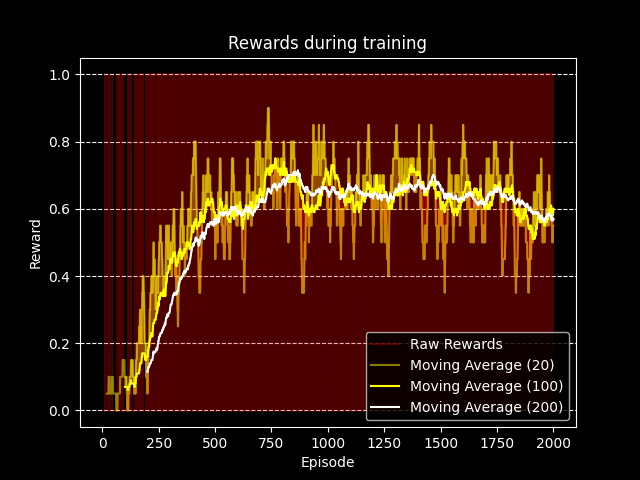 Rewards during training
1.0
0.8
0.6
0.4
0.2
0.0
Reward
Raw Rewards
Moving Average (20)
Moving Average (100)
Moving Average (200)
0 250 500 750 1000 1250 1500 1750 2000
Episode